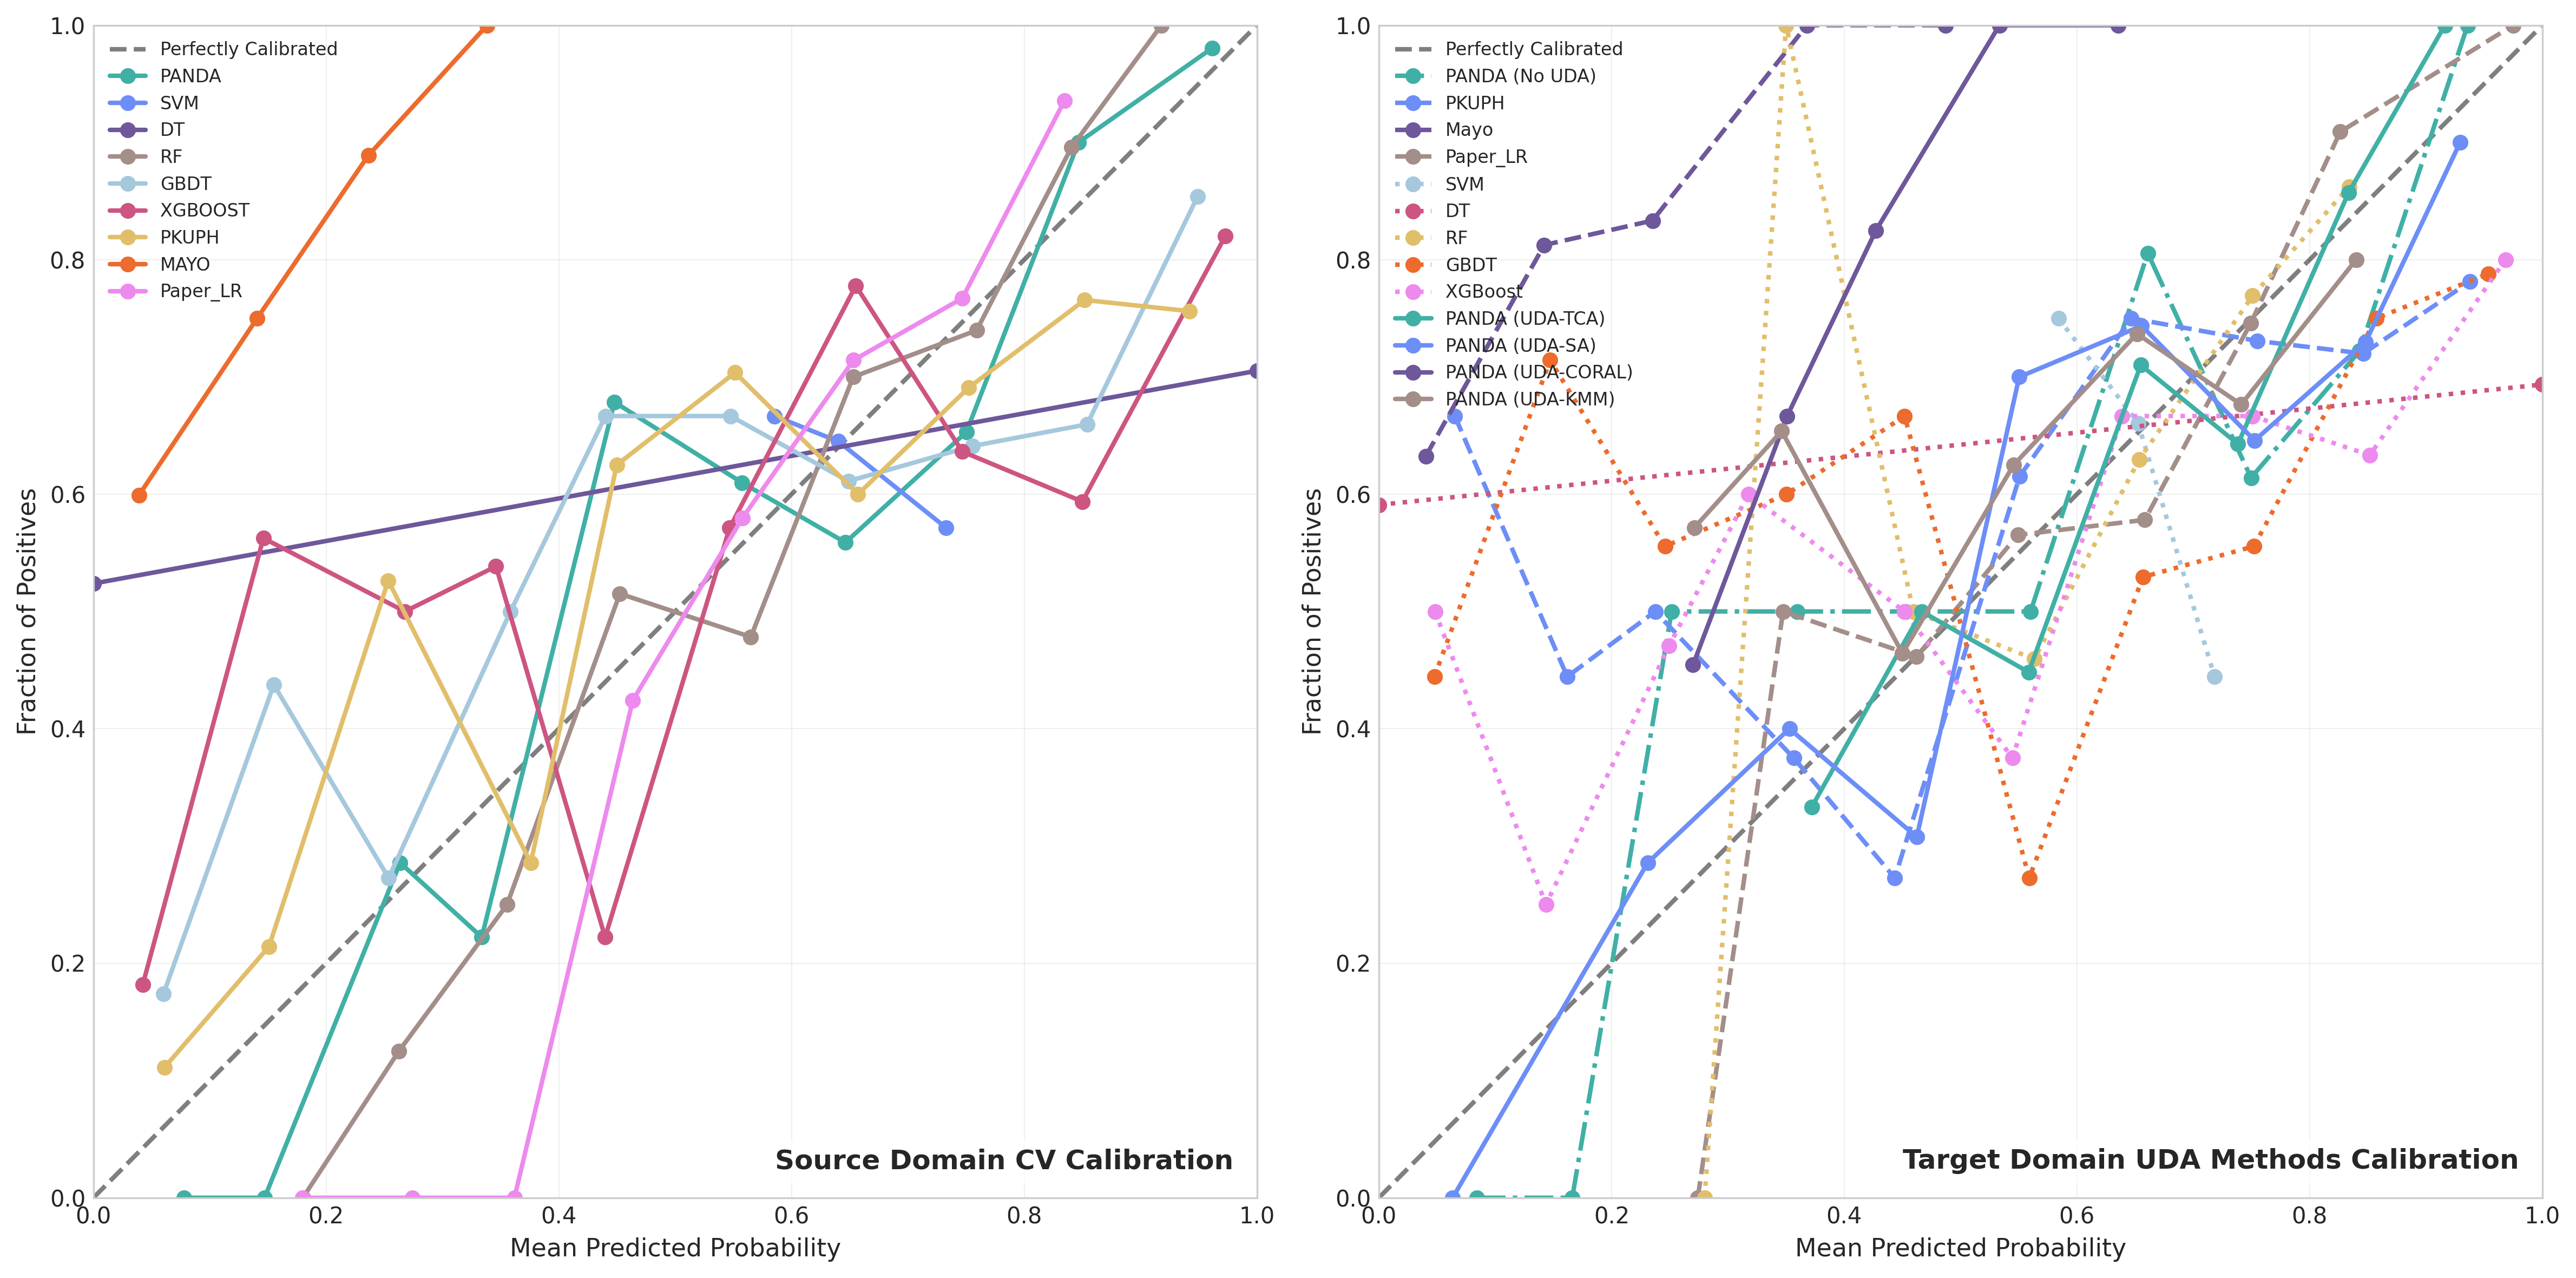 1.0
0.8
0.6
0.4
0.2
0.0
Fraction of Positives
Perfectly Calibrated
PANDA
SVM
DT
RF
GBDT
XGBOOST
PKUPH
MAYO
Paper_LR
Source Domain CV Calibration
0.0 0.2 0.4 0.6 0.8 1.0
Mean Predicted Probability
1.0
0.8
0.6
0.4
0.2
0.0
Fraction of Positives
Perfectly Calibrated
PANDA (No UDA)
PKUPH
Mayo
Paper_LR
SVM
DT
RF
GBDT
XGBoost
PANDA (UDA-TCA)
PANDA (UDA-SA)
PANDA (UDA-CORAL)
PANDA (UDA-KMM)
Target Domain UDA Methods Calibration
0.0 0.2 0.4 0.6 0.8 1.0
Mean Predicted Probability